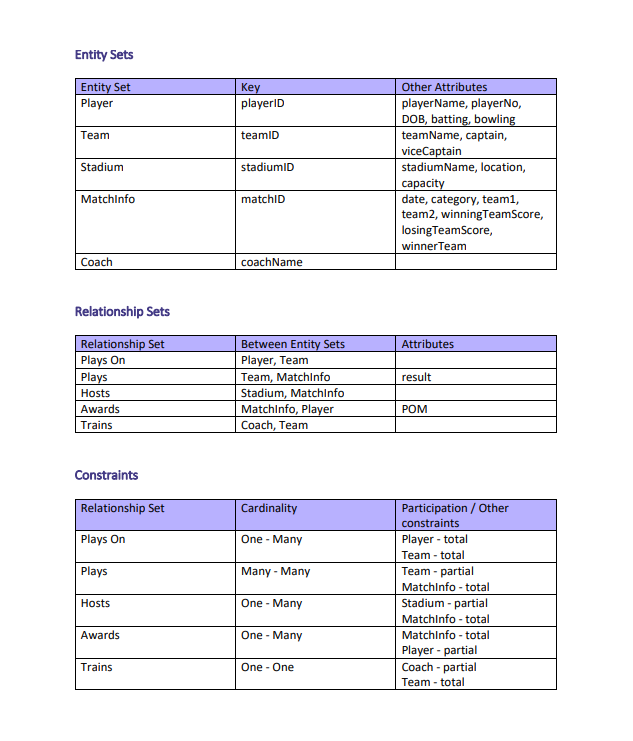 Entity Sets
Entity Set Key Other Attributes
Player playerID playerName, playerNo,
DOB, batting, bowling
Team teamID teamName, captain,
viceCaptain
Stadium stadiumID stadiumName, location,
capacity
MatchInfo matchID date, category, team1,
team2, winningTeamScore,
losingTeamScore,
winnerTeam
Coach coachName
Relationship Sets
Relationship Set Between Entity Sets Attributes
Plays On Player, Team
Plays Team, MatchInfo result
Hosts Stadium, MatchInfo
Awards MatchInfo, Player POM
Trains Coach, Team
Constraints
Relationship Set Cardinality Participation / Other
constraints
Plays On One - Many Player - total
Team - total
Plays Many - Many Team - partial
MatchInfo - total
Hosts One - Many Stadium - partial
MatchInfo - total
Awards One - Many MatchInfo - total
Player - partial
Trains One - One Coach - partial
Team - total